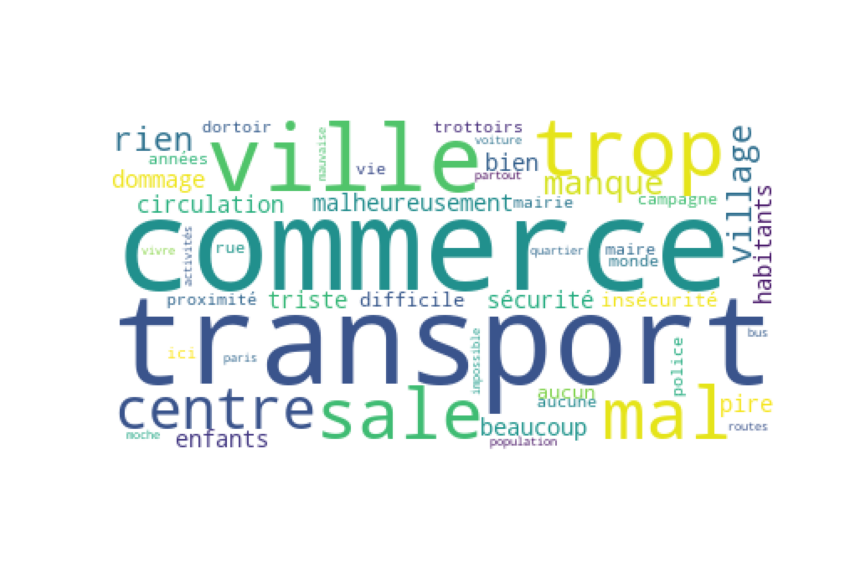 rien dortoir ville mauvaise vie trottoirs voiture trop village
années bien partout manque
dommage campagne
circulation malheureusement mairie habitants
commerce
vivre activités rue quartier maire monde
proximité triste difficile sécurité insécurité
transport
ici paris impossible police bus
centre sale aucun aucune mal pire
beaucoup routes
moche enfants population